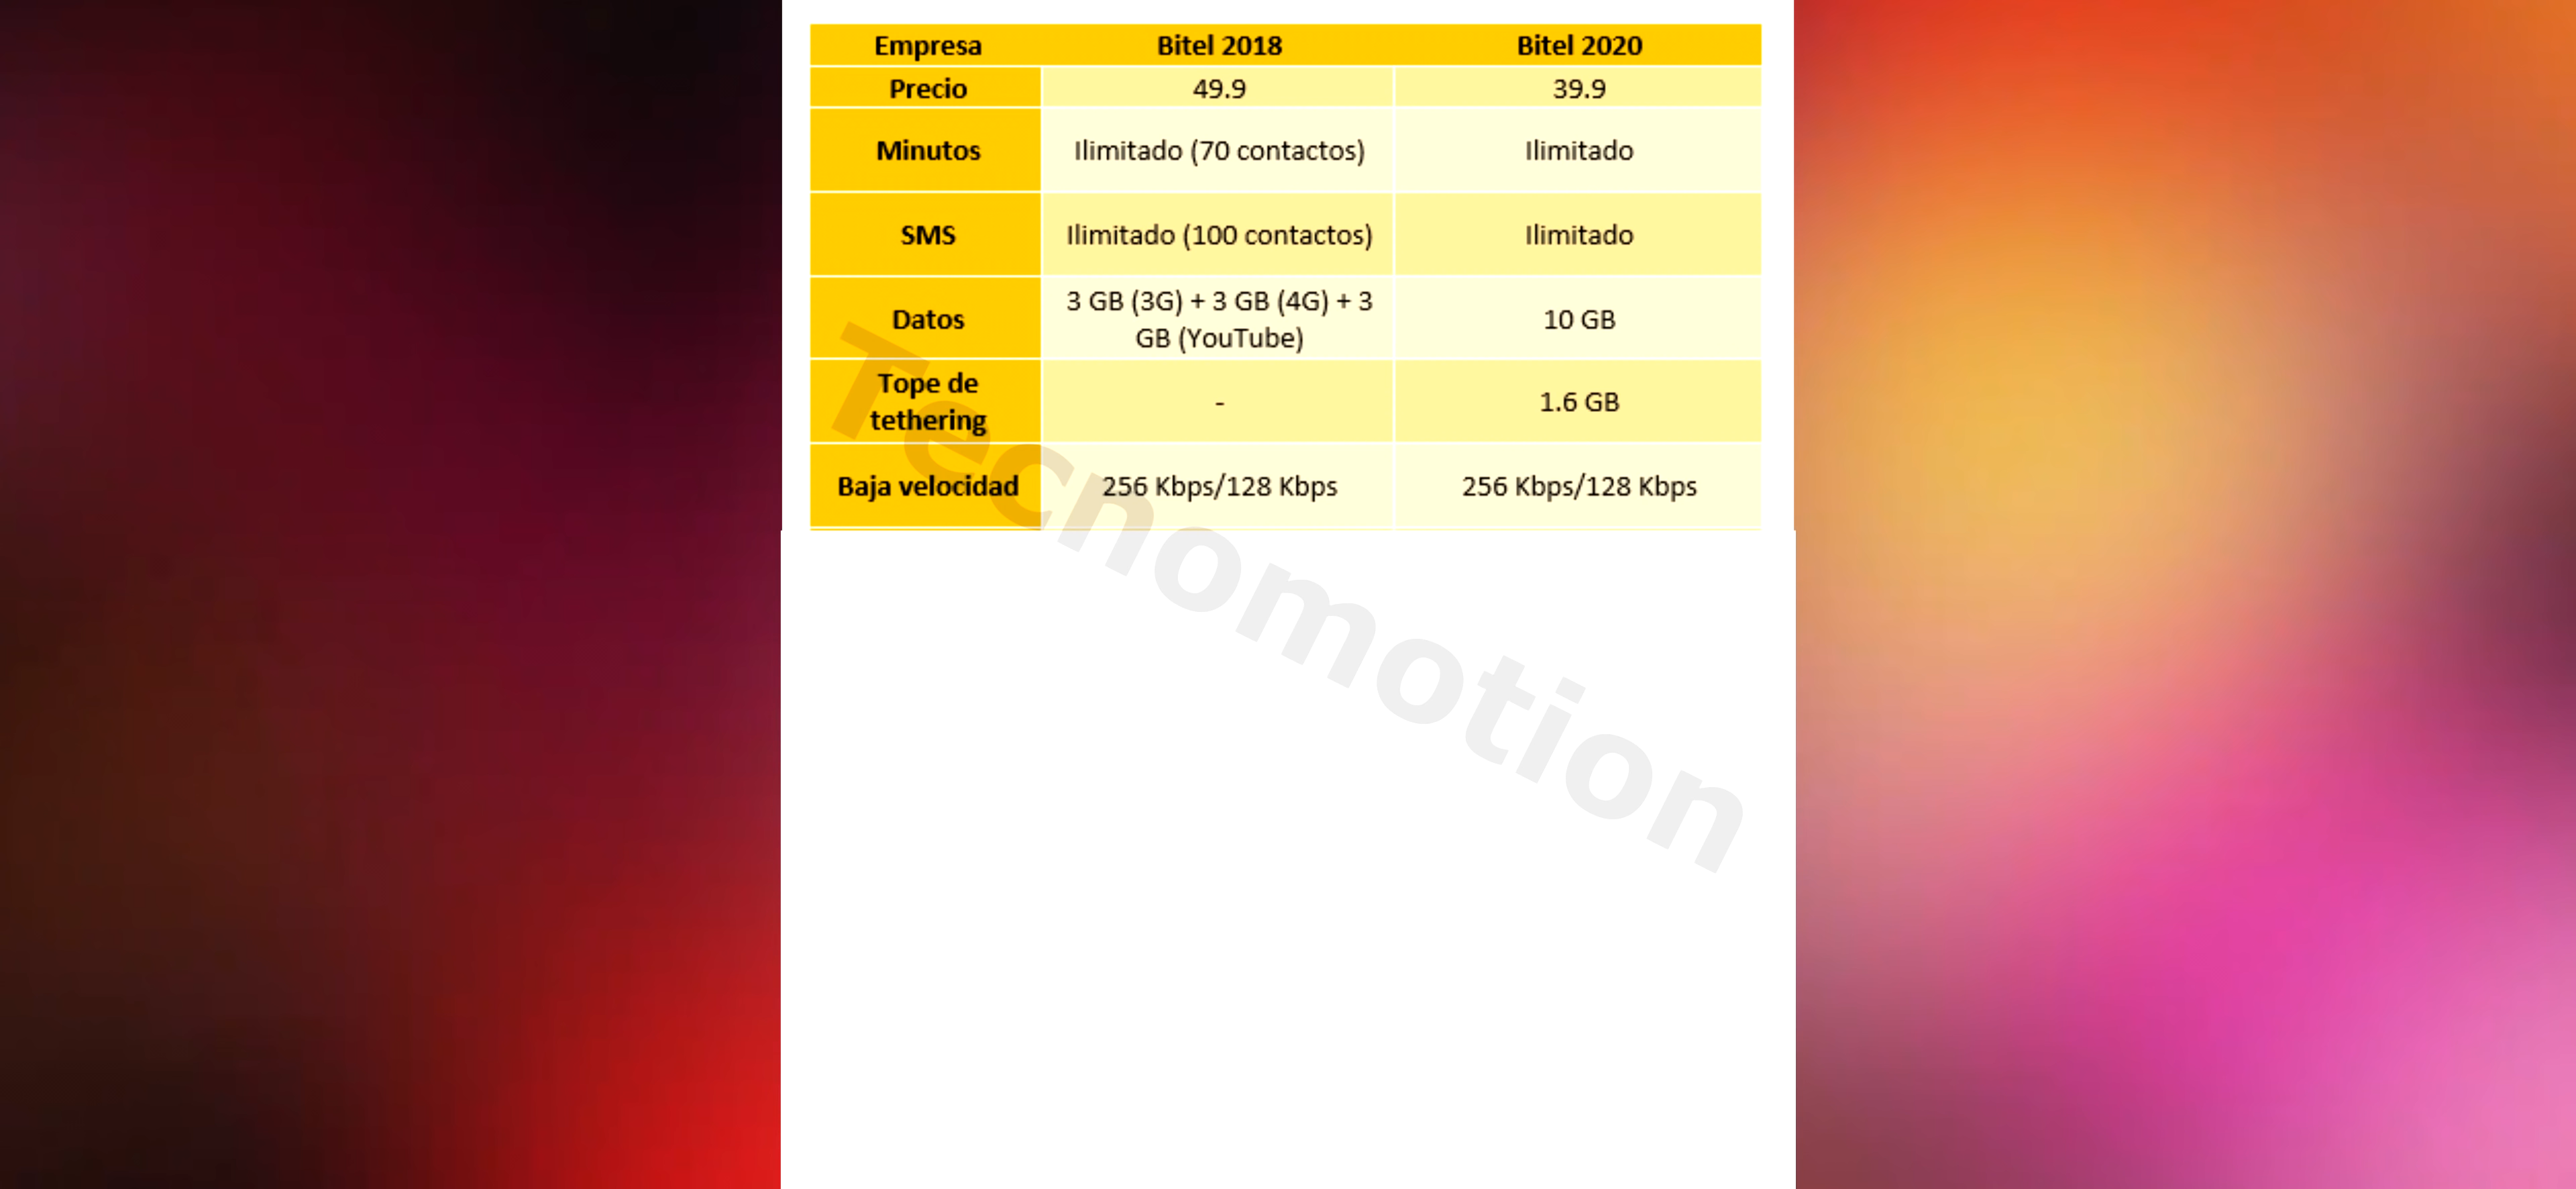 Empresa Bitel 2018 Bitel 2020
Precio 49.9 39.9
Minutos Ilimitado (70 contactos) Ilimitado
SMS Ilimitado (100 contactos) Ilimitado
Datos 3 GB (3G) + 3 GB (4G) + 3
GB (YouTube) 10 GB
Tope de
tethering - 1.6 GB
Baja velocidad 256 Kbps/128 Kbps 256 Kbps/128 Kbps
Tecnomotion